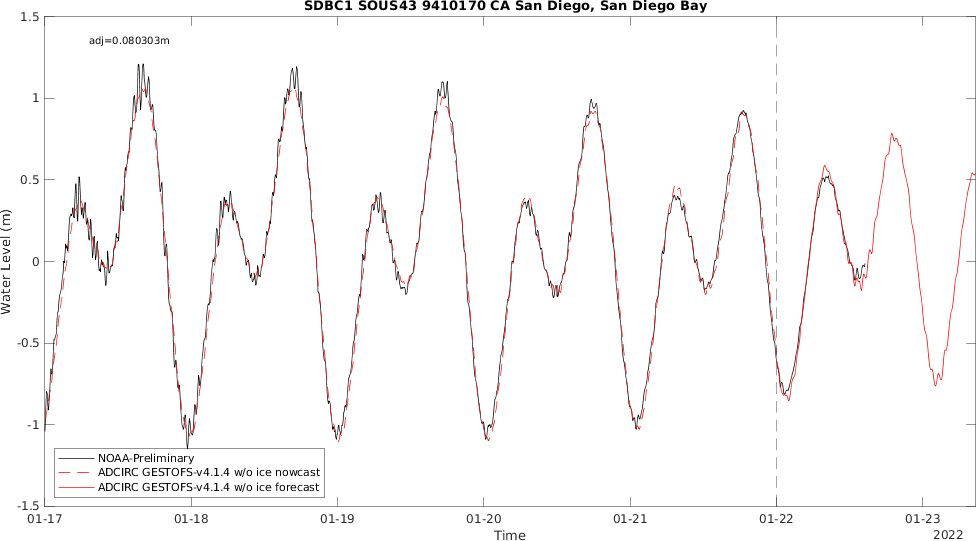 SDBC1 SOUS43 9410170 CA San Diego, San Diego Bay
adj=0.080303m
1.5
1
0.5
0
-0.5
-1
-1.5
Water Level (m)
NOAA-Preliminary
ADCIRC GESTOFS-v4.1.4 w/o ice nowcast
ADCIRC GESTOFS-v4.1.4 w/o ice forecast
01-17 01-18 01-19 01-20 01-21 01-22 01-23
Time
2022